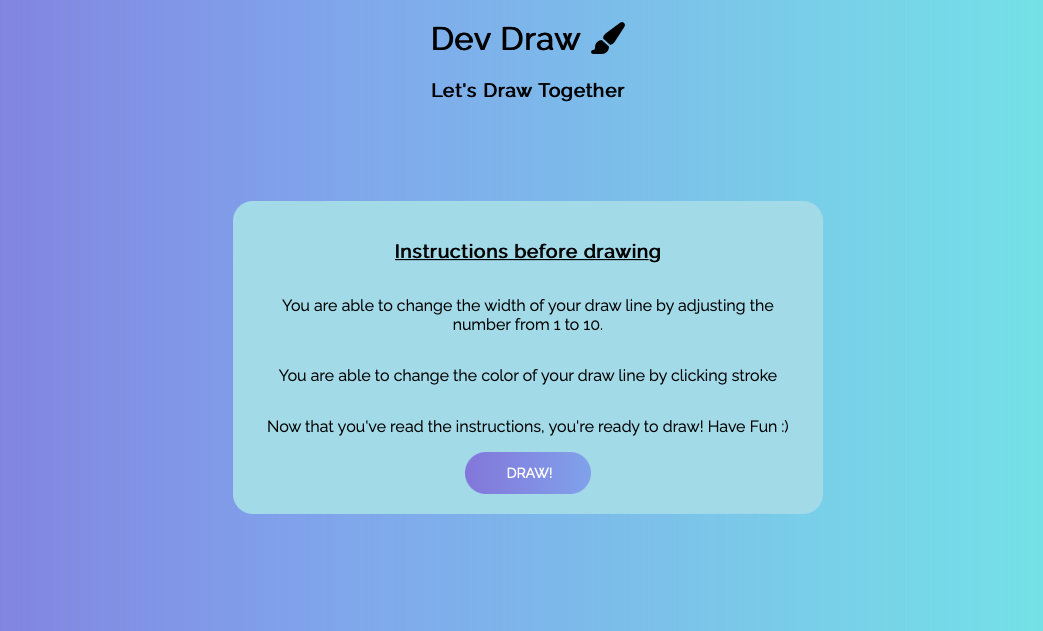 Dev Draw
Let's Draw Together
Instructions before drawing
You are able to change the width of your draw line by adjusting the
number from 1 to 10.
You are able to change the color of your draw line by clicking stroke
Now that you've read the instructions, you're ready to draw! Have Fun :)
DRAW!